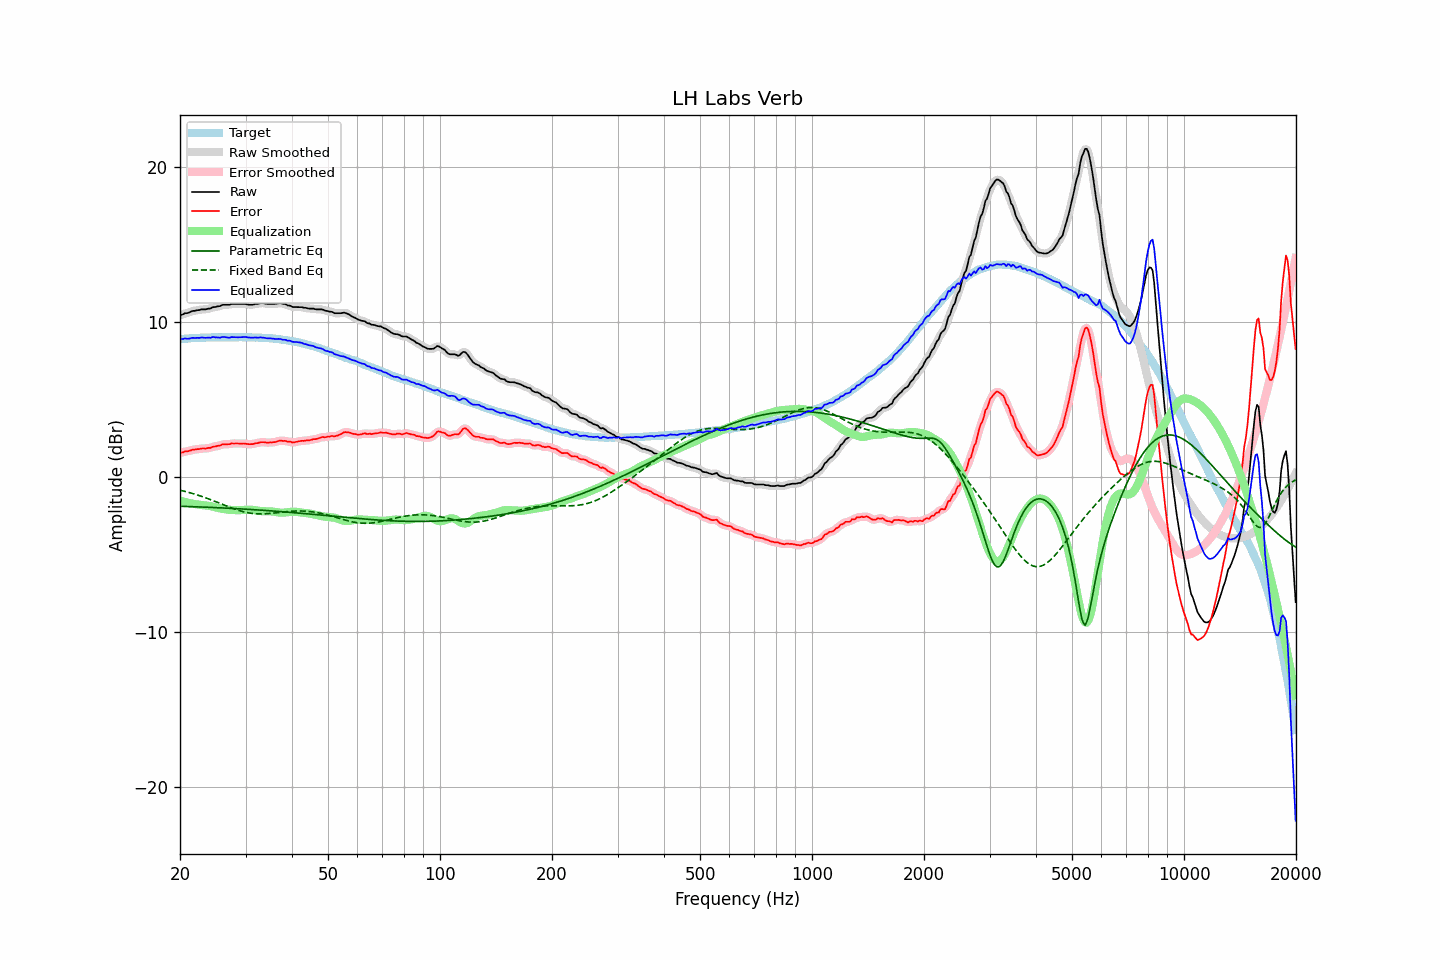 LH Labs Verb
Target
Raw Smoothed
Error Smoothed
Raw
Error
Equalization
Parametric Eq
Fixed Band Eq
Equalized
20
10
0
−10
−20
Amplitude (dBr)
20
50
100
200
500
1000
2000
5000
10000
20000
Frequency (Hz)